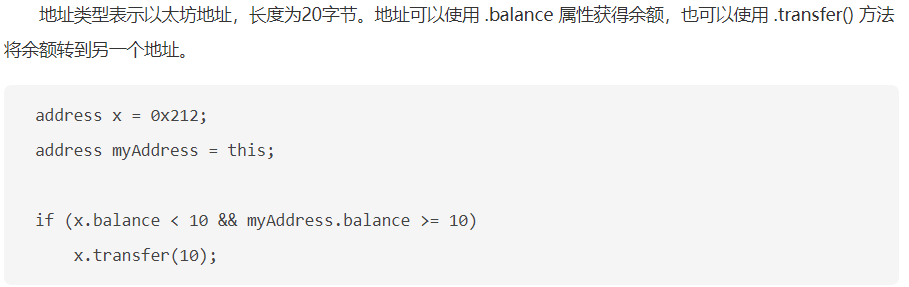 地址类型表示以太坊地址，长度为20字节。地址可以使用 .balance 属性获得余额，也可以使用 .transfer() 方法
将余额转到另一个地址。
address x = 0x212;
address myAddress = this;
if (x.balance < 10 && myAddress.balance >= 10)
    x.transfer(10);